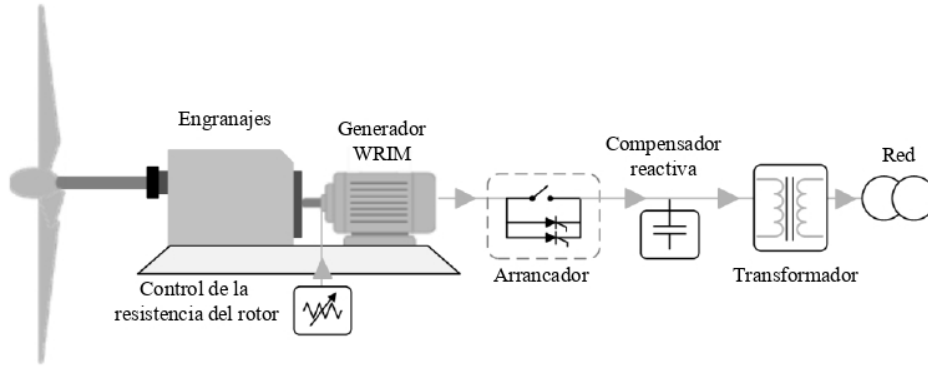 Engranajes
Generador
WRIM
Compensador
reactiva
Red
Arrancador
Transformador
Control de la
resistencia del rotor